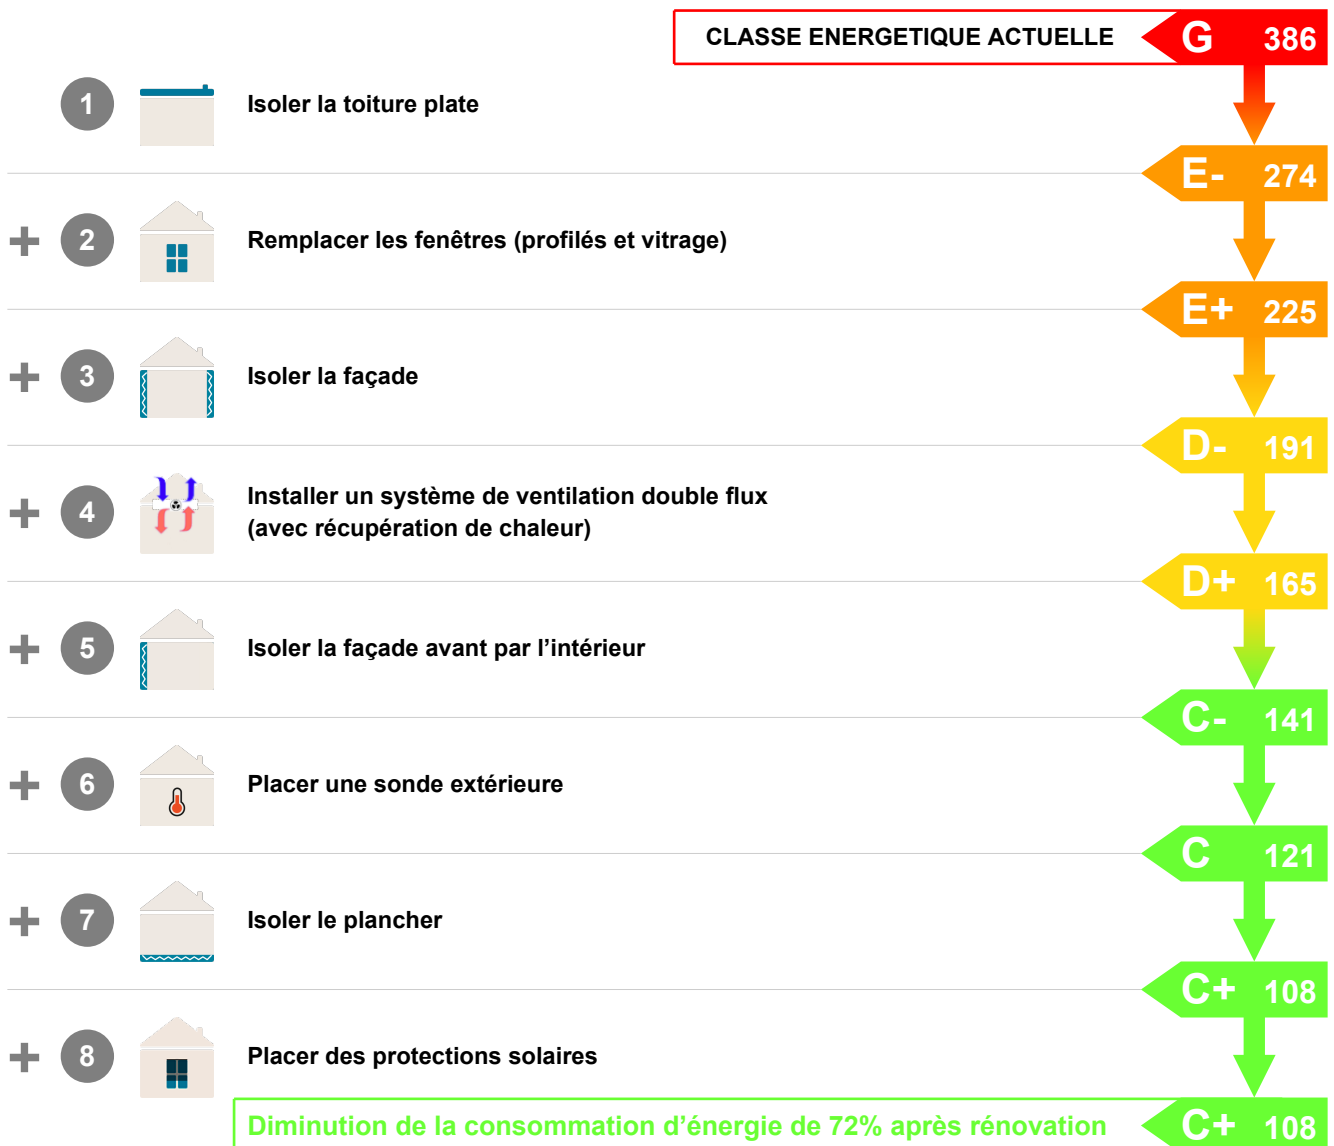 CLASSE ENERGETIQUE ACTUELLE G 386
1 Isoler la toiture plate
E- 274
+ 2 Remplacer les fenêtres (profilés et vitrage)
E+ 225
+ 3 Isoler la façade
D- 191
+ 4 Installer un système de ventilation double flux
(avec récupération de chaleur)
D+ 165
+ 5 Isoler la façade avant par l’intérieur
C- 141
+ 6 Placer une sonde extérieure
C 121
+ 7 Isoler le plancher
C+ 108
+ 8 Placer des protections solaires
Diminution de la consommation d’énergie de 72% après rénovation C+ 108